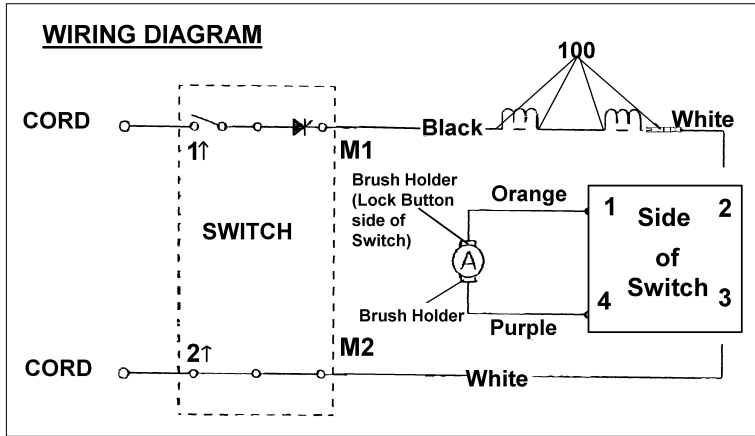 WIRING DIAGRAM
100
CORD
Black
White
1↑
M1
Brush Holder
(Lock Button
side of
Switch)
Orange
SWITCH
A
1
2
Side
of
Switch
4
3
Brush Holder
Purple
2↑
M2
CORD
White